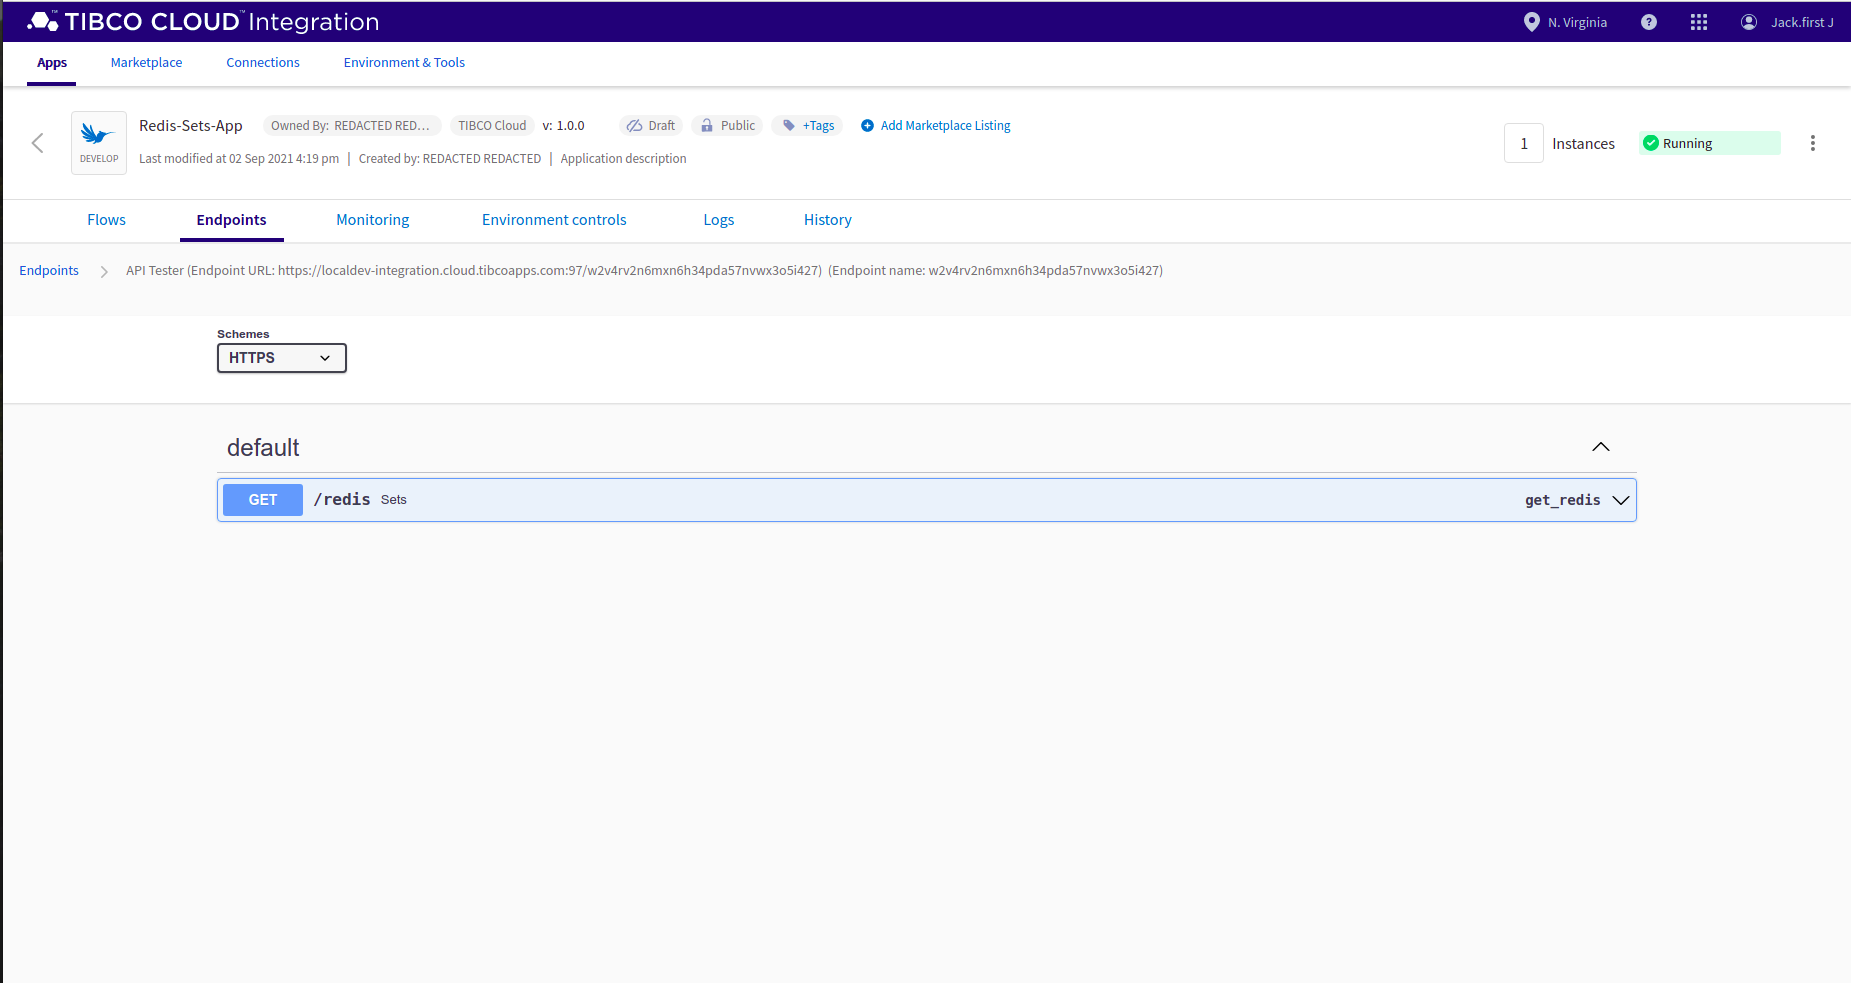 TIBCO CLOUD™ Integration
N. Virginia
Jack.first J
Apps
Marketplace
Connections
Environment & Tools
DEVELOP
Redis-Sets-App
Owned By: REDACTED RED...
TIBCO Cloud
v: 1.0.0
Draft
Public
+Tags
Add Marketplace Listing
Last modified at 02 Sep 2021 4:19 pm | Created by: REDACTED REDACTED | Application description
1
Instances
Running
Flows
Endpoints
Monitoring
Environment controls
Logs
History
Endpoints
API Tester (Endpoint URL: https://localdev-integration.cloud.tibcoapps.com:97/w2v4rv2n6mxn6h34pda57nvwx3o5i427) (Endpoint name: w2v4rv2n6mxn6h34pda57nvwx3o5i427)
Schemes
HTTPS
default
GET
/redis
Sets
get_redis